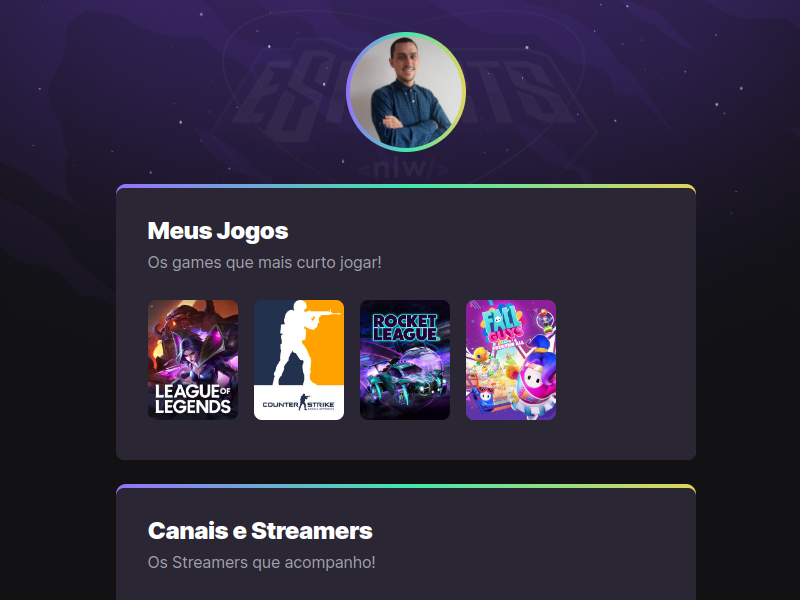 <nlw/>
Meus Jogos
Os games que mais curto jogar!
LEAGUE OF
LEGENDS
COUNTER STRIKE
ROCKET
LEAGUE
FALL
GUYS
Canais e Streamers
Os Streamers que acompanho!